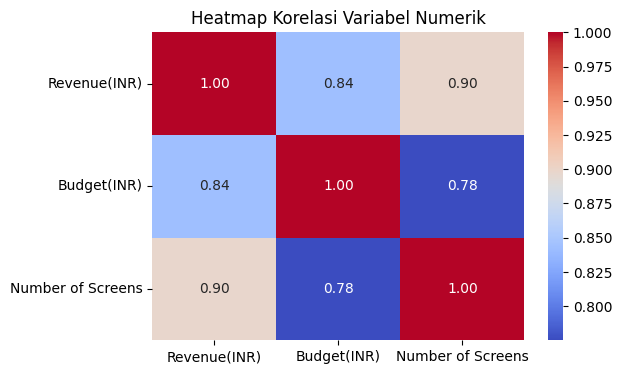 Heatmap Korelasi Variabel Numerik
Revenue(INR) 1.00 0.84 0.90
Budget(INR) 0.84 1.00 0.78
Number of Screens 0.90 0.78 1.00
Revenue(INR) Budget(INR) Number of Screens
1.000
0.975
0.950
0.925
0.900
0.875
0.850
0.825
0.800